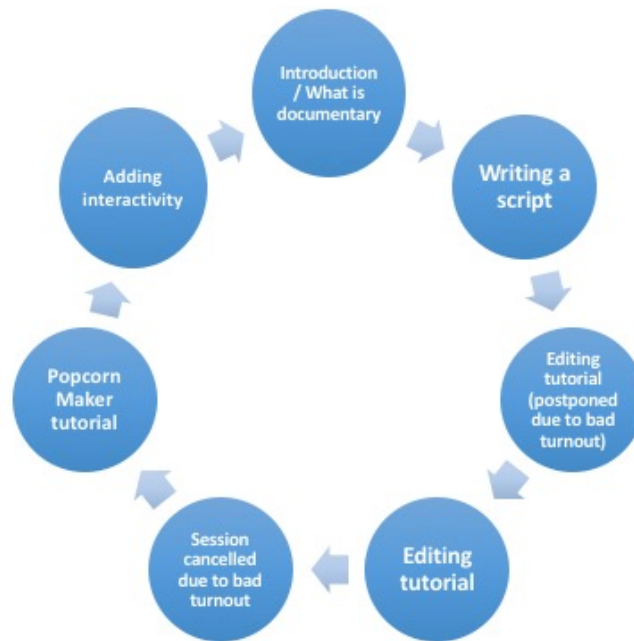 Introduction
/ What is
documentary
Writing a
script
Editing
tutorial
(postponed
due to bad
turnout)
Editing
tutorial
Session
cancelled
due to bad
turnout
Popcorn
Maker
tutorial
Adding
interactivity